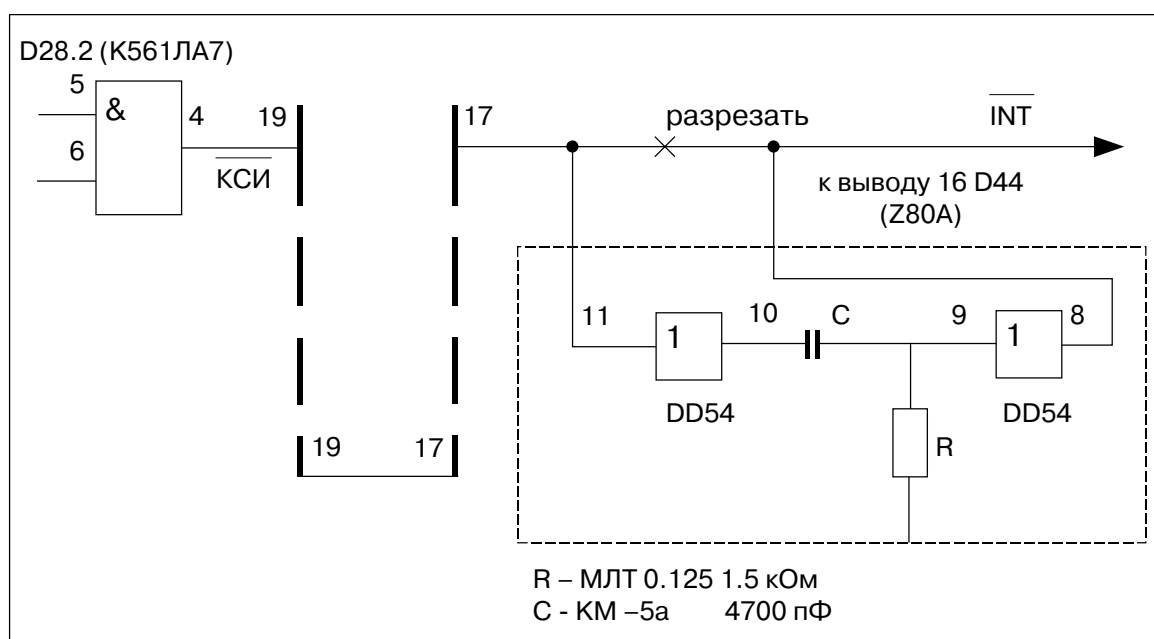 D28.2 (К561ЛА7)
5
&
4
19
17
разрезать
INT
6
КСИ
к выводу 16 D44
(Z80A)
11
1
10
C
9
1
8
DD54
DD54
19
17
R
R – МЛТ 0.125 1.5 кОм
C - КМ –5а 4700 пФ